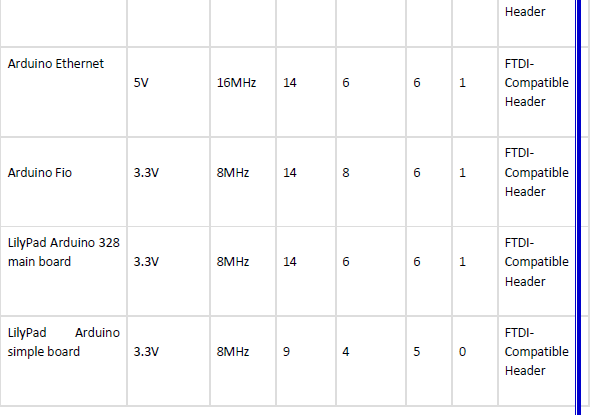 Header
Arduino Ethernet
5V 16MHz 14 6 6 1
FTDI-
Compatible
Header
Arduino Fio 3.3V 8MHz 14 8 6 1
FTDI-
Compatible
Header
LilyPad Arduino 328
main board 3.3V 8MHz 14 6 6 1
FTDI-
Compatible
Header
LilyPad Arduino
simple board 3.3V 8MHz 9 4 5 0
FTDI-
Compatible
Header